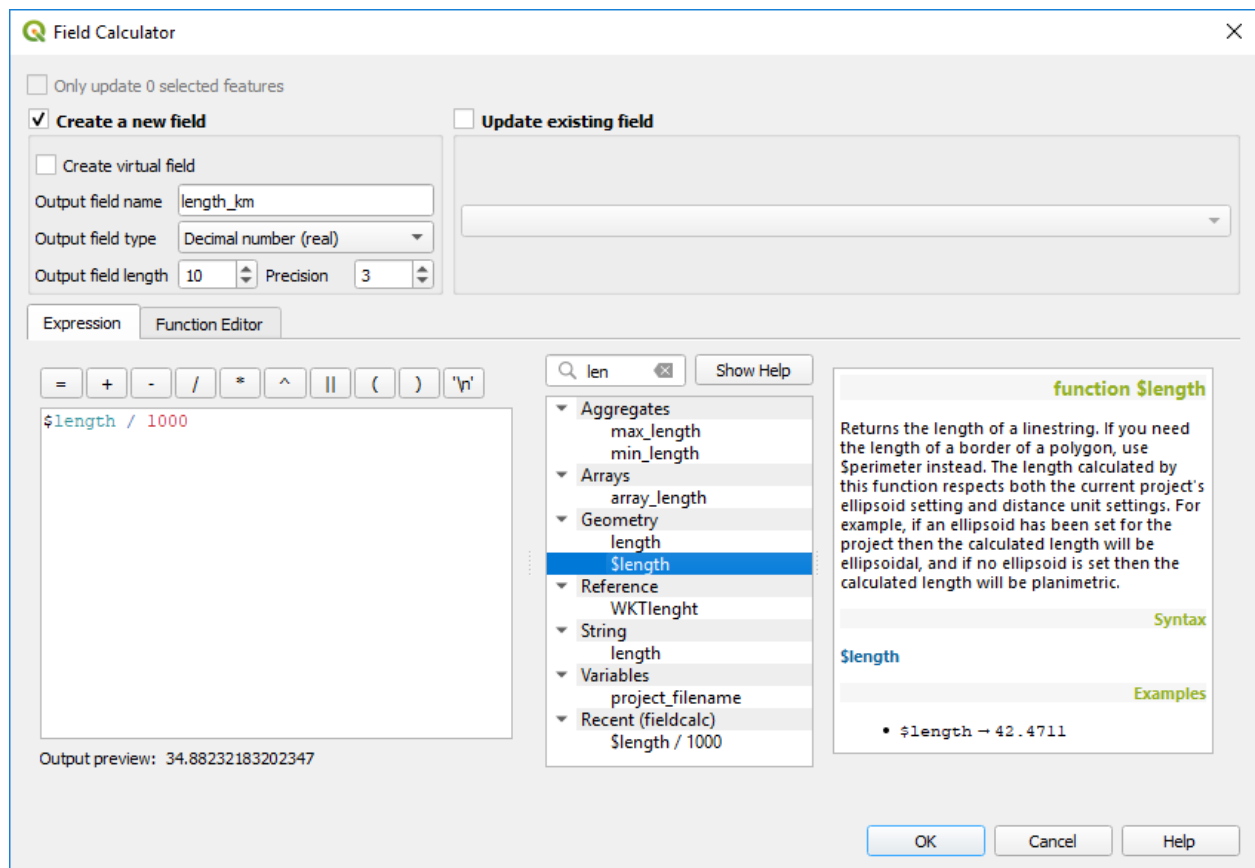 Field Calculator
Only update 0 selected features
Create a new field
Update existing field
Create virtual field
Output field name length_km
Output field type Decimal number (real)
Output field length 10 Precision 3
Expression Function Editor
= + - / * ^ || ( ) '\n'
$length / 1000
Output preview: 34.88232183202347
len Show Help
Aggregates
max_length
min_length
Arrays
array_length
Geometry
length
$length
Reference
WKTlenght
String
length
Variables
project_filename
Recent (fieldcalc)
$length / 1000
function $length
Returns the length of a linestring. If you need
the length of a border of a polygon, use
$perimeter instead. The length calculated by
this function respects both the current project's
ellipsoid setting and distance unit settings. For
example, if an ellipsoid has been set for the
project then the calculated length will be
ellipsoidal, and if no ellipsoid is set then the
calculated length will be planimetric.
Syntax
$length
Examples
• $length → 42.4711
OK Cancel Help